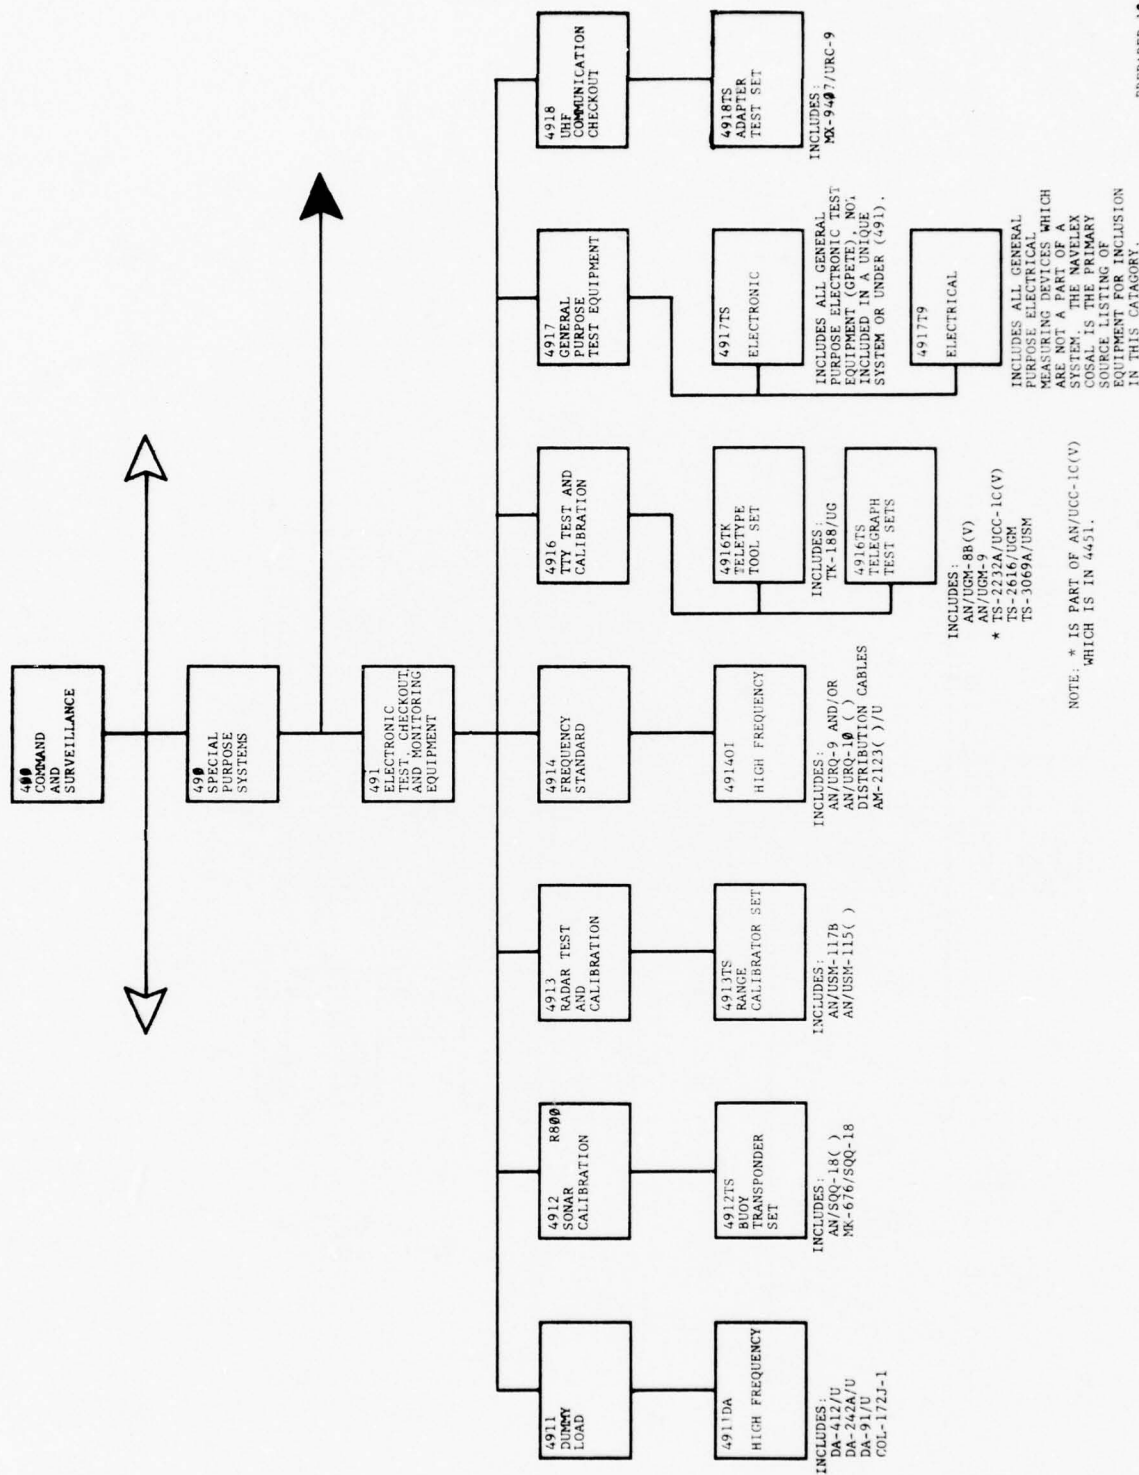 400
COMMAND
AND
SURVEILLANCE
490
SPECIAL
PURPOSE
SYSTEMS
491
ELECTRONIC
TEST, CHECKOUT,
AND MONITORING
EQUIPMENT
4911
DUMMY
LOAD
4911DA
HIGH FREQUENCY
INCLUDES:
DA-412/U
DA-242A/U
DA-91/U
COL-172J-1
4912 R800
SONAR
CALIBRATION
4912TS
BUOY
TRANSPONDER
SET
INCLUDES:
AN/SQQ-18( )
MK-676/SQQ-18
4913
RADAR TEST
AND
CALIBRATION
4913TS
RANGE
CALIBRATOR SET
INCLUDES:
AN/USM-117B
AN/USM-115( )
4914
FREQUENCY
STANDARD
4914OI
HIGH FREQUENCY
INCLUDES:
AN/URQ-9 AND/OR
AN/URQ-10 ( )
DISTRIBUTION CABLES
AM-2123( )/U
4916
TTY TEST AND
CALIBRATION
4916TK
TELETYPE
TOOL SET
INCLUDES:
TK-188/UG
4916TS
TELEGRAPH
TEST SETS
INCLUDES:
AN/UGM-8B(V)
AN/UGM-9
* TS-2232A/UCC-1C(V)
TS-2616/UGM
TS-3069A/USM
NOTE: * IS PART OF AN/UCC-1C(V)
WHICH IS IN 4451.
4917
GENERAL
PURPOSE
TEST EQUIPMENT
4917TS
ELECTRONIC
INCLUDES ALL GENERAL
PURPOSE ELECTRONIC TEST
EQUIPMENT (GPETE), NOT
INCLUDED IN A UNIQUE
SYSTEM OR UNDER (491).
4917T9
ELECTRICAL
INCLUDES ALL GENERAL
PURPOSE ELECTRICAL
MEASURING DEVICES WHICH
ARE NOT A PART OF A
SYSTEM. THE NAVELEX
COSAL IS THE PRIMARY
SOURCE LISTING OF
EQUIPMENT FOR INCLUSION
IN THIS CATAGORY.
4918
UHF
COMMUNICATION
CHECKOUT
4918TS
ADAPTER
TEST SET
INCLUDES:
MX-9407/URC-9